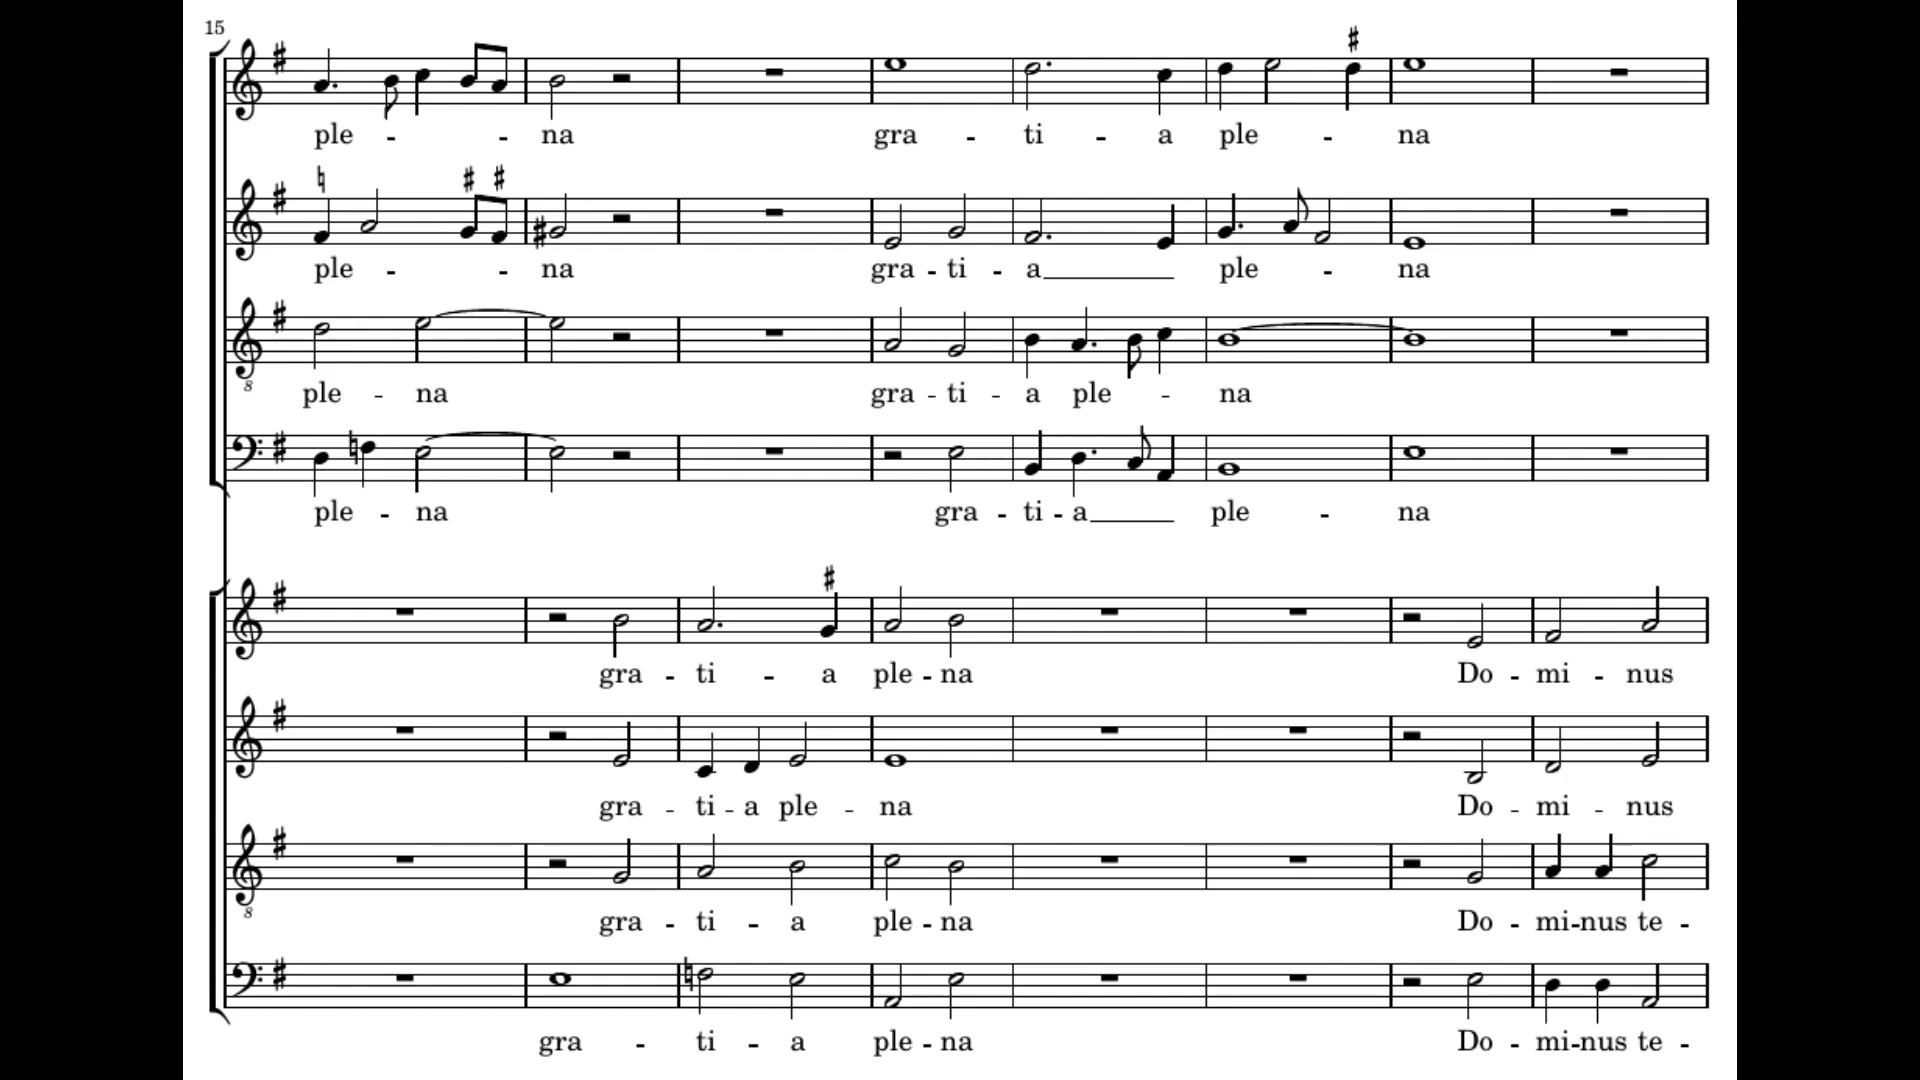 15
ple - - na gra - ti - a ple - na
ple - - na gra - ti - a ple - na
8
ple - na gra - ti - a ple - na
ple - na gra - ti - a ple - na
gra - ti - a ple - na Do - mi - nus
gra - ti - a ple - na Do - mi - nus
8
gra - ti - a ple - na Do - mi - nus te -
gra - ti - a ple - na Do - mi - nus te -